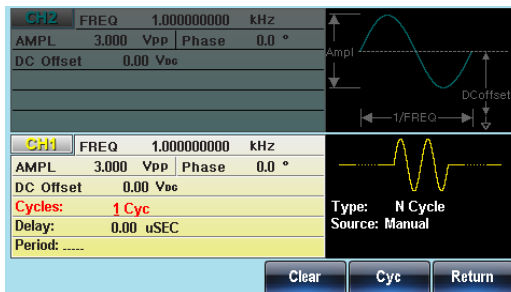 CH2 FREQ 1.000000000 kHz
AMPL 3.000 Vpp Phase 0.0 °
DC Offset 0.00 VDC
Ampl
DCoffset
1/FREQ
CH1 FREQ 1.000000000 kHz
AMPL 3.000 Vpp Phase 0.0 °
DC Offset 0.00 VDC
Cycles: 1 Cyc
Delay: 0.00 uSEC
Period: -----
Type: N Cycle
Source: Manual
Clear Cyc Return